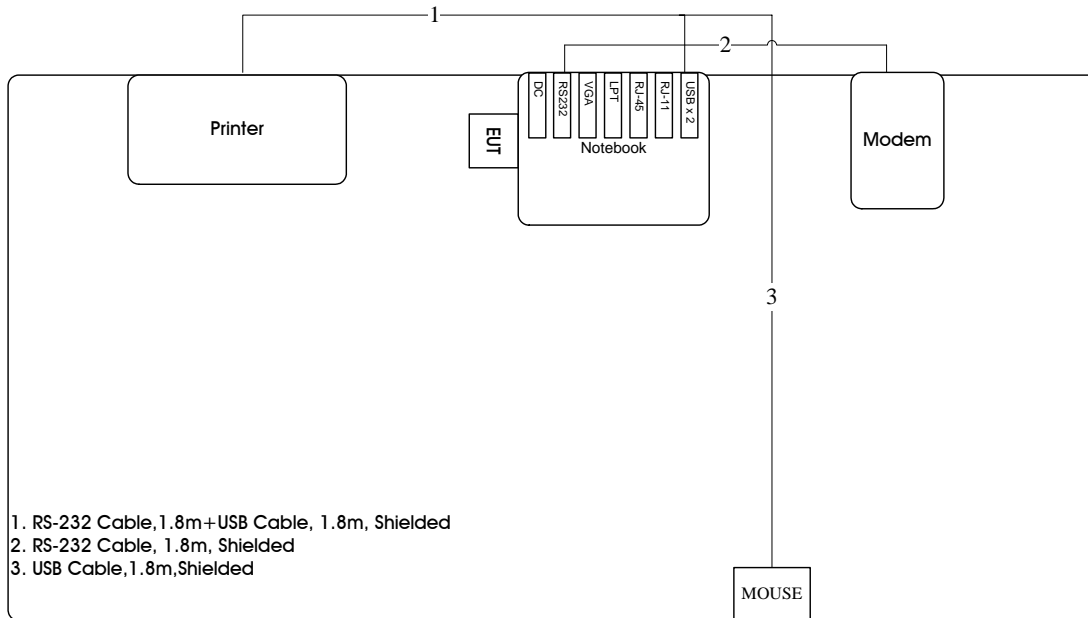 1
2
Printer
EUT
DC
RS232
VGA
LPT
RJ-45
RJ-11
USB x 2
Notebook
Modem
3
1. RS-232 Cable,1.8m+USB Cable, 1.8m, Shielded
2. RS-232 Cable, 1.8m, Shielded
3. USB Cable,1.8m,Shielded
MOUSE